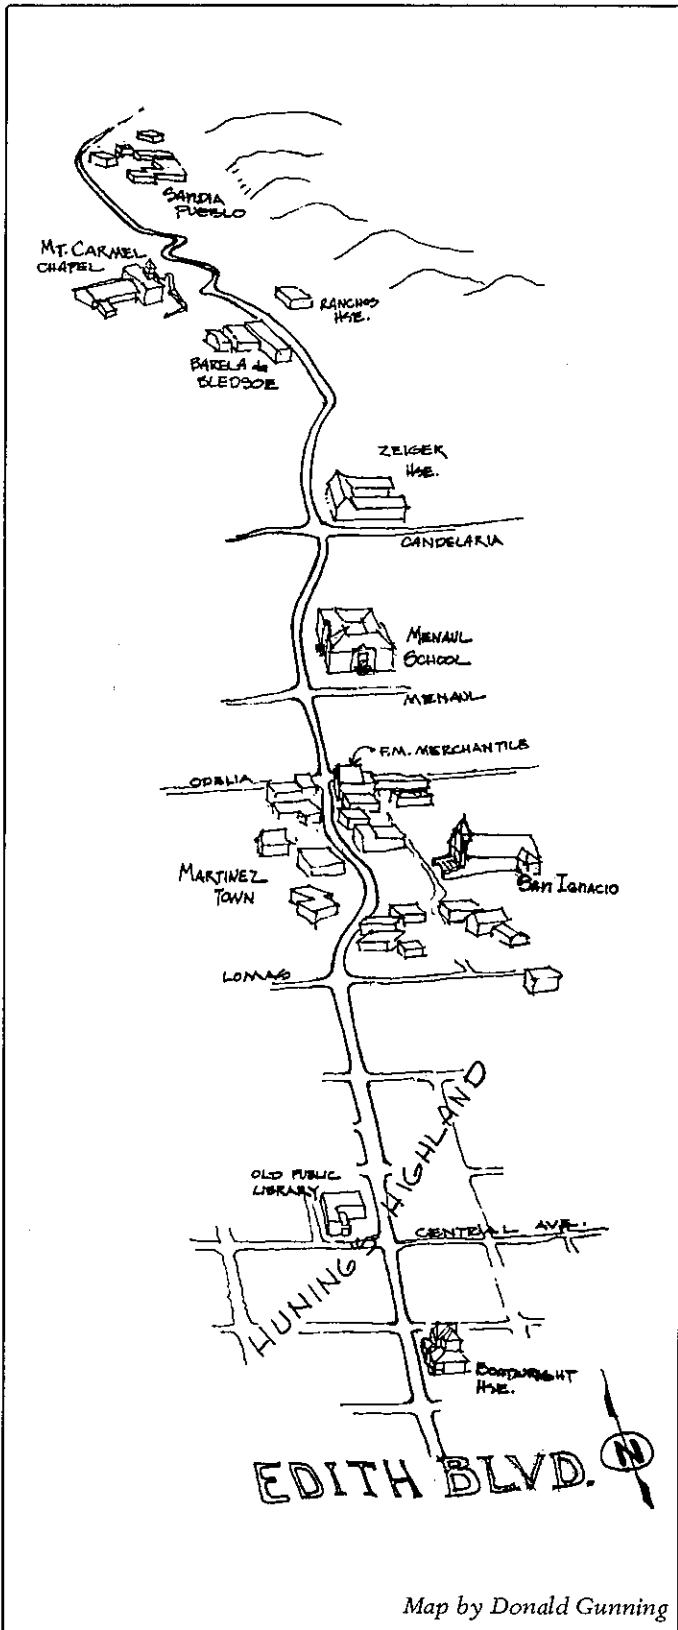 SANDIA
PUEBLO
MT. CARMEL
CHAPEL
RANCHOS
HSE.
BARELA de
BLEDSOE
ZEIGER
HSE.
CANDELARIA
MENAUL
SCHOOL
MENAUL
F.M. MERCHANTILE
ODELIA
MARTINEZ
TOWN
SAN IGNACIO
LOMAS
HUNING'S HIGHLAND
OLD PUBLIC
LIBRARY
CENTRAL AVE.
BOATWRIGHT
HSE.
EDITH BLVD.
N
Map by Donald Gunning